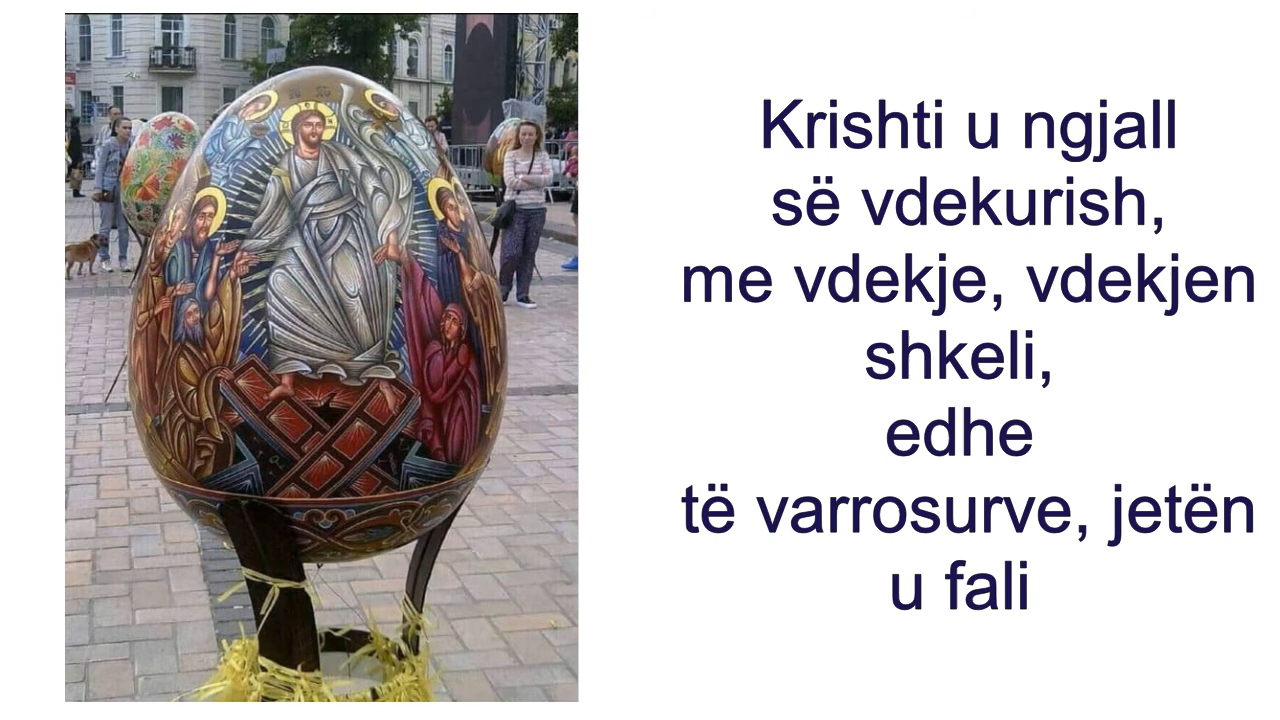 Krishti u ngjall
së vdekurish,
me vdekje, vdekjen
shkeli,
edhe
të varrosurve, jetën
u fali